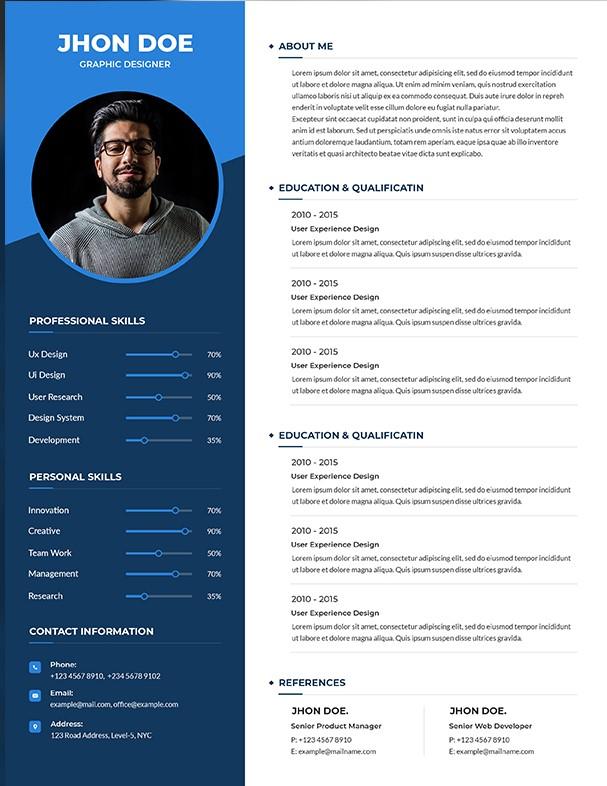 JHON DOE
GRAPHIC DESIGNER
PROFESSIONAL SKILLS
Ux Design 70%
Ui Design 90%
User Research 50%
Design System 70%
Development 35%
PERSONAL SKILLS
Innovation 70%
Creative 90%
Team Work 50%
Management 70%
Research 35%
CONTACT INFORMATION
Phone:
+123 4567 8910, +234 5678 9102
Email:
example@mail.com, office@example.com
Address:
123 Road Address, Level-5, NYC
ABOUT ME
Lorem ipsum dolor sit amet, consectetur adipisicing elit, sed do eiusmod tempor incididunt
ut labore et dolore magna aliqua. Ut enim ad minim veniam, quis nostrud exercitation
ullamco laboris nisi ut aliquip ex ea commodo consequat. Duis aute irure dolor in repreh
enderit in voluptate velit esse cillum dolore eu fugiat nulla pariatur.
Excepteur sint occaecat cupidatat non proident, sunt in culpa qui officia deserunt mollit
anim id est laborum. Sed ut perspiciatis unde omnis iste natus error sit voluptatem accus
antium doloremque laudantium, totam rem aperiam, eaque ipsa quae ab illo inventore
veritatis et quasi architecto beatae vitae dicta sunt explicabo.
EDUCATION & QUALIFICATIN
2010 - 2015
User Experience Design
Lorem ipsum dolor sit amet, consectetur adipiscing elit, sed do eiusmod tempor incididunt
ut labore et dolore magna aliqua. Quis ipsum suspen disse ultrices gravida.
2010 - 2015
User Experience Design
Lorem ipsum dolor sit amet, consectetur adipiscing elit, sed do eiusmod tempor incididunt
ut labore et dolore magna aliqua. Quis ipsum suspen disse ultrices gravida.
2010 - 2015
User Experience Design
Lorem ipsum dolor sit amet, consectetur adipiscing elit, sed do eiusmod tempor incididunt
ut labore et dolore magna aliqua. Quis ipsum suspen disse ultrices gravida.
EDUCATION & QUALIFICATIN
2010 - 2015
User Experience Design
Lorem ipsum dolor sit amet, consectetur adipiscing elit, sed do eiusmod tempor incididunt
ut labore et dolore magna aliqua. Quis ipsum suspen disse ultrices gravida.
2010 - 2015
User Experience Design
Lorem ipsum dolor sit amet, consectetur adipiscing elit, sed do eiusmod tempor incididunt
ut labore et dolore magna aliqua. Quis ipsum suspen disse ultrices gravida.
2010 - 2015
User Experience Design
Lorem ipsum dolor sit amet, consectetur adipiscing elit, sed do eiusmod tempor incididunt
ut labore et dolore magna aliqua. Quis ipsum suspen disse ultrices gravida.
REFERENCES
JHON DOE.
Senior Product Manager
P: +123 4567 8910
E: example@mailname.com
JHON DOE.
Senior Web Developer
P: +123 4567 8910
E: example@mailname.com